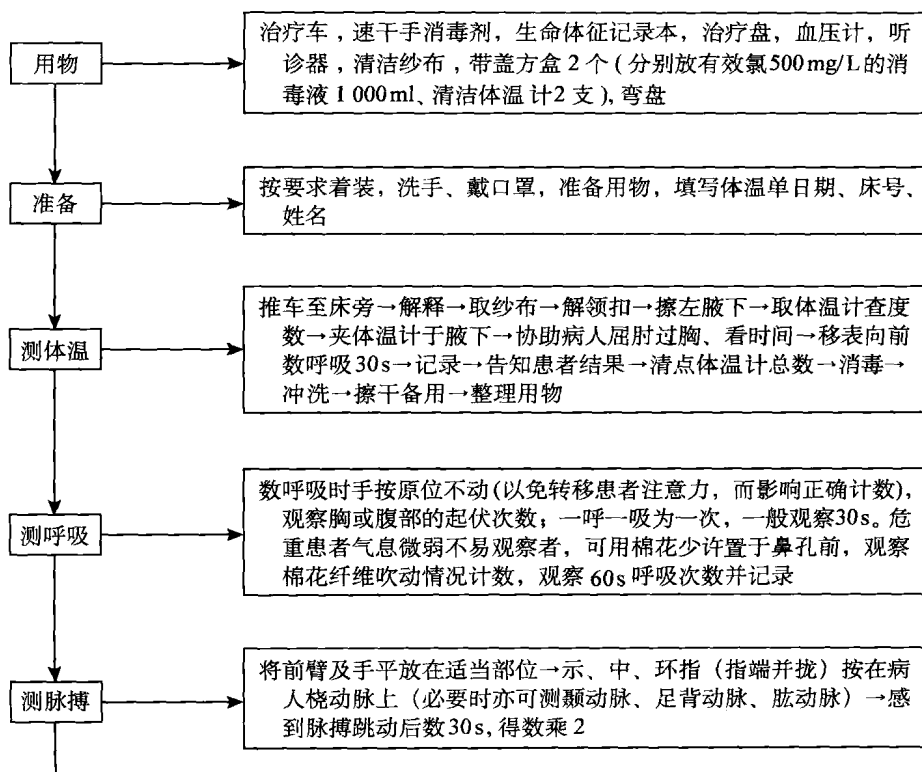 用物
治疗车，速干手消毒剂，生命体征记录本，治疗盘，血压计，听
诊器，清洁纱布，带盖方盒2个(分别放有效氯500mg/L的消
毒液1 000ml、清洁体温计2支)，弯盘
准备
按要求着装，洗手、戴口罩，准备用物，填写体温单日期、床号、
姓名
测体温
推车至床旁→解释→取纱布→解领扣→擦左腋下→取体温计查度
数→夹体温计于腋下→协助病人屈肘过胸、看时间→移表向前
数呼吸30s→记录→告知患者结果→清点体温计总数→消毒→
冲洗→擦干备用→整理用物
测呼吸
数呼吸时手按原位不动(以免转移患者注意力，而影响正确计数)，
观察胸或腹部的起伏次数；一呼一吸为一次，一般观察30s。危
重患者气息微弱不易观察者，可用棉花少许置于鼻孔前，观察
棉花纤维吹动情况计数，观察60s呼吸次数并记录
测脉搏
将前臂及手平放在适当部位→示、中、环指（指端并拢）按在病
人桡动脉上（必要时亦可测颞动脉、足背动脉、肱动脉）→感
到脉搏跳动后数30s，得数乘2